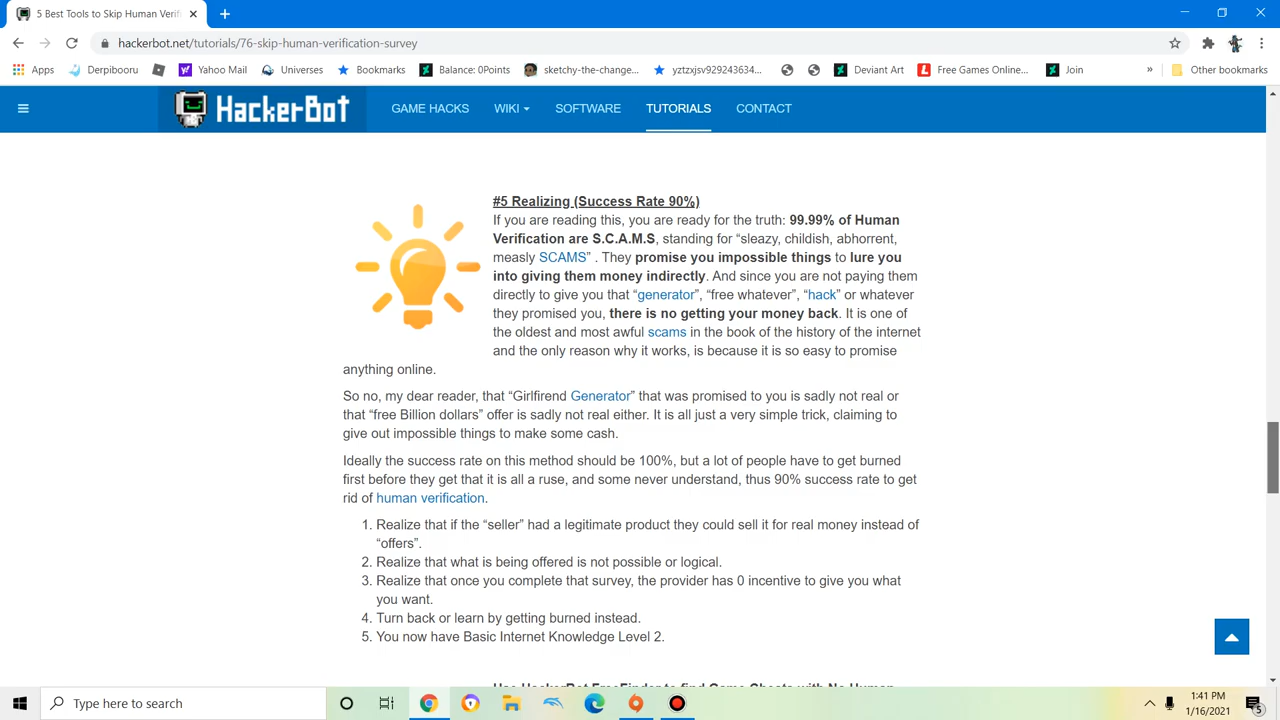 5 Best Tools to Skip Human Verif
hackerbot.net/tutorials/76-skip-human-verification-survey
Apps Derpibooru Yahoo Mail Universes Bookmarks Balance: 0Points sketchy-the-change... yztzxjsv929243634... Deviant Art Free Games Online... Join » Other bookmarks
HackerBot GAME HACKS WIKI SOFTWARE TUTORIALS CONTACT
#5 Realizing (Success Rate 90%)
If you are reading this, you are ready for the truth: 99.99% of Human
Verification are S.C.A.M.S, standing for “sleazy, childish, abhorrent,
measly SCAMS” . They promise you impossible things to lure you
into giving them money indirectly. And since you are not paying them
directly to give you that “generator”, “free whatever”, “hack” or whatever
they promised you, there is no getting your money back. It is one of
the oldest and most awful scams in the book of the history of the internet
and the only reason why it works, is because it is so easy to promise
anything online.
So no, my dear reader, that “Girlfirend Generator” that was promised to you is sadly not real or
that “free Billion dollars” offer is sadly not real either. It is all just a very simple trick, claiming to
give out impossible things to make some cash.
Ideally the success rate on this method should be 100%, but a lot of people have to get burned
first before they get that it is all a ruse, and some never understand, thus 90% success rate to get
rid of human verification.
1. Realize that if the “seller” had a legitimate product they could sell it for real money instead of
“offers”.
2. Realize that what is being offered is not possible or logical.
3. Realize that once you complete that survey, the provider has 0 incentive to give you what
you want.
4. Turn back or learn by getting burned instead.
5. You now have Basic Internet Knowledge Level 2.
Use HackerBot FreeFinder to find Game Cheats with No Human
Type here to search
1:41 PM
1/16/2021
5